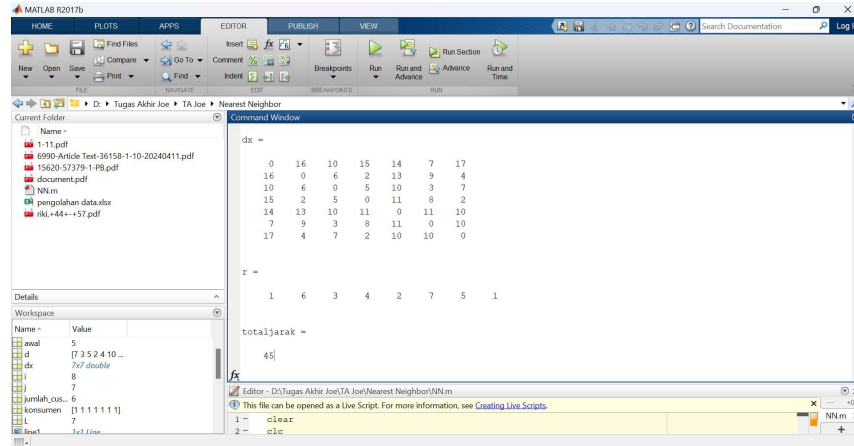 MATLAB R2017b
HOME PLOTS APPS EDITOR PUBLISH VIEW Search Documentation Log I
New Open Save Find Files Compare Print Go To Find Insert fx Comment % Indent Breakpoints Run Run and Advance Run Section Advance Run and Time
FILE NAVIGATE EDIT BREAKPOINTS RUN
D: Tugas Akhir Joe TA Joe Nearest Neighbor
Current Folder
Name
1-11.pdf
6990-Article Text-36158-1-10-20240411.pdf
15620-57379-1-PB.pdf
document.pdf
NN.m
pengolahan data.xlsx
riki,+44+-+57.pdf
Details
Workspace
Name Value
awal 5
d [7 3 5 2 4 10 ...
dx 7x7 double
i 8
j 7
jumlah_cus... 6
konsumen [1 1 1 1 1 1 1]
L 7
line1 1x1 Line
Command Window
dx =
0 16 10 15 14 7 17
16 0 6 2 13 9 4
10 6 0 5 10 3 7
15 2 5 0 11 8 2
14 13 10 11 0 11 10
7 9 3 8 11 0 10
17 4 7 2 10 10 0
r =
1 6 3 4 2 7 5 1
totaljarak =
45
fx
Editor - D:\Tugas Akhir Joe\TA Joe\Nearest Neighbor\NN.m
This file can be opened as a Live Script. For more information, see Creating Live Scripts.
NN.m
1 - clear
2 - clc